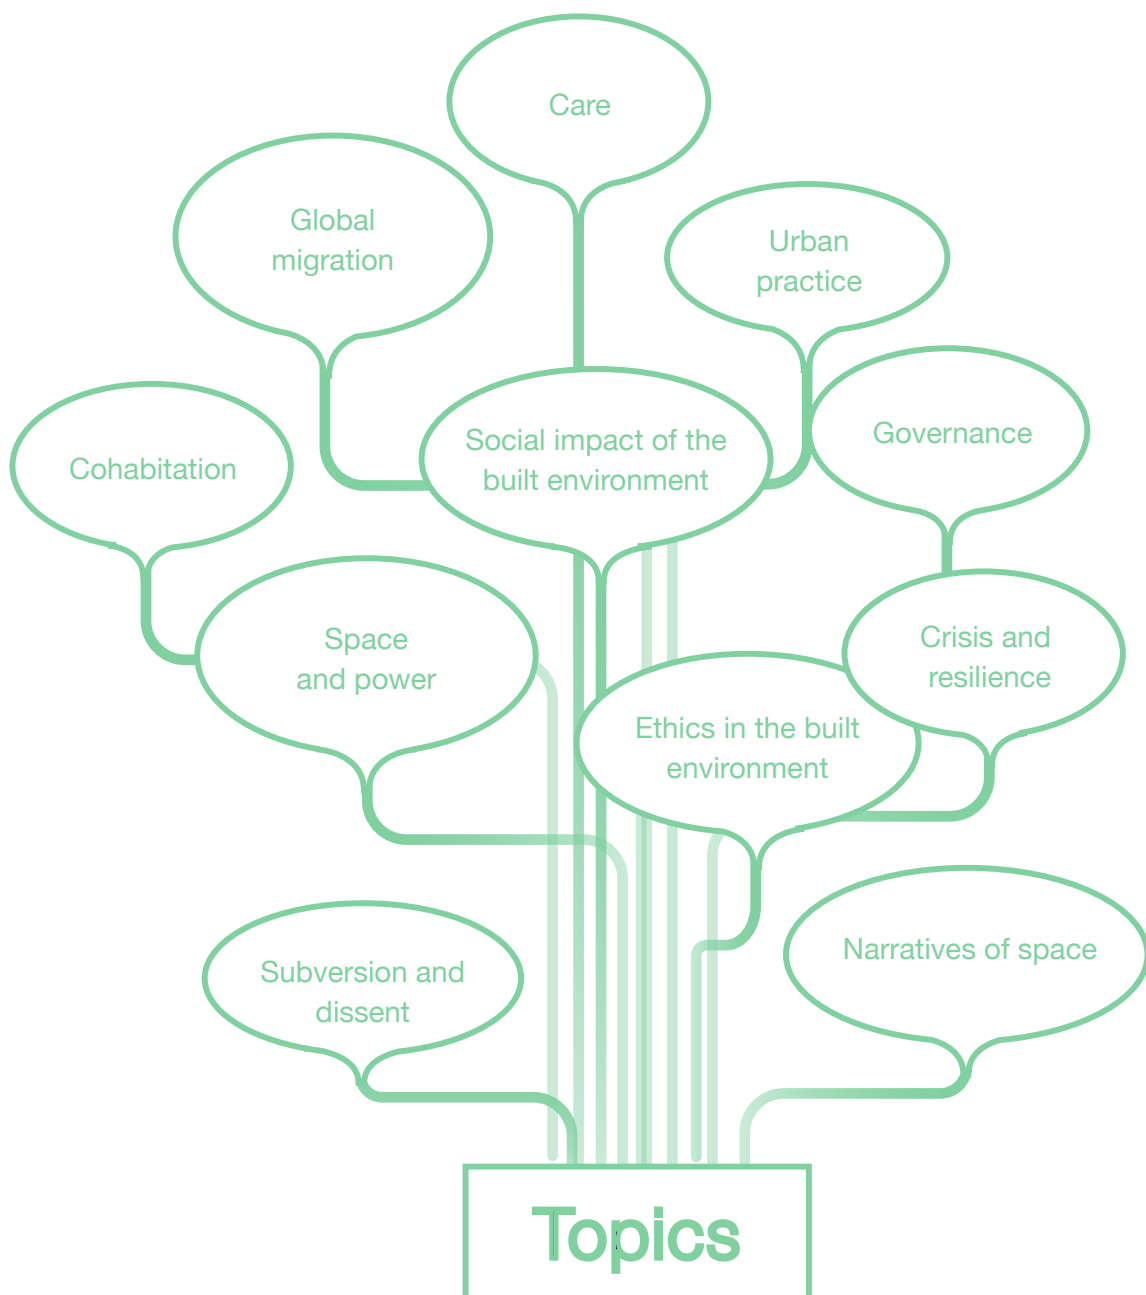 Care
Global
migration
Urban
practice
Social impact of the
built environment
Governance
Cohabitation
Space
and power
Crisis and
resilience
Ethics in the built
environment
Subversion and
dissent
Narratives of space
Topics